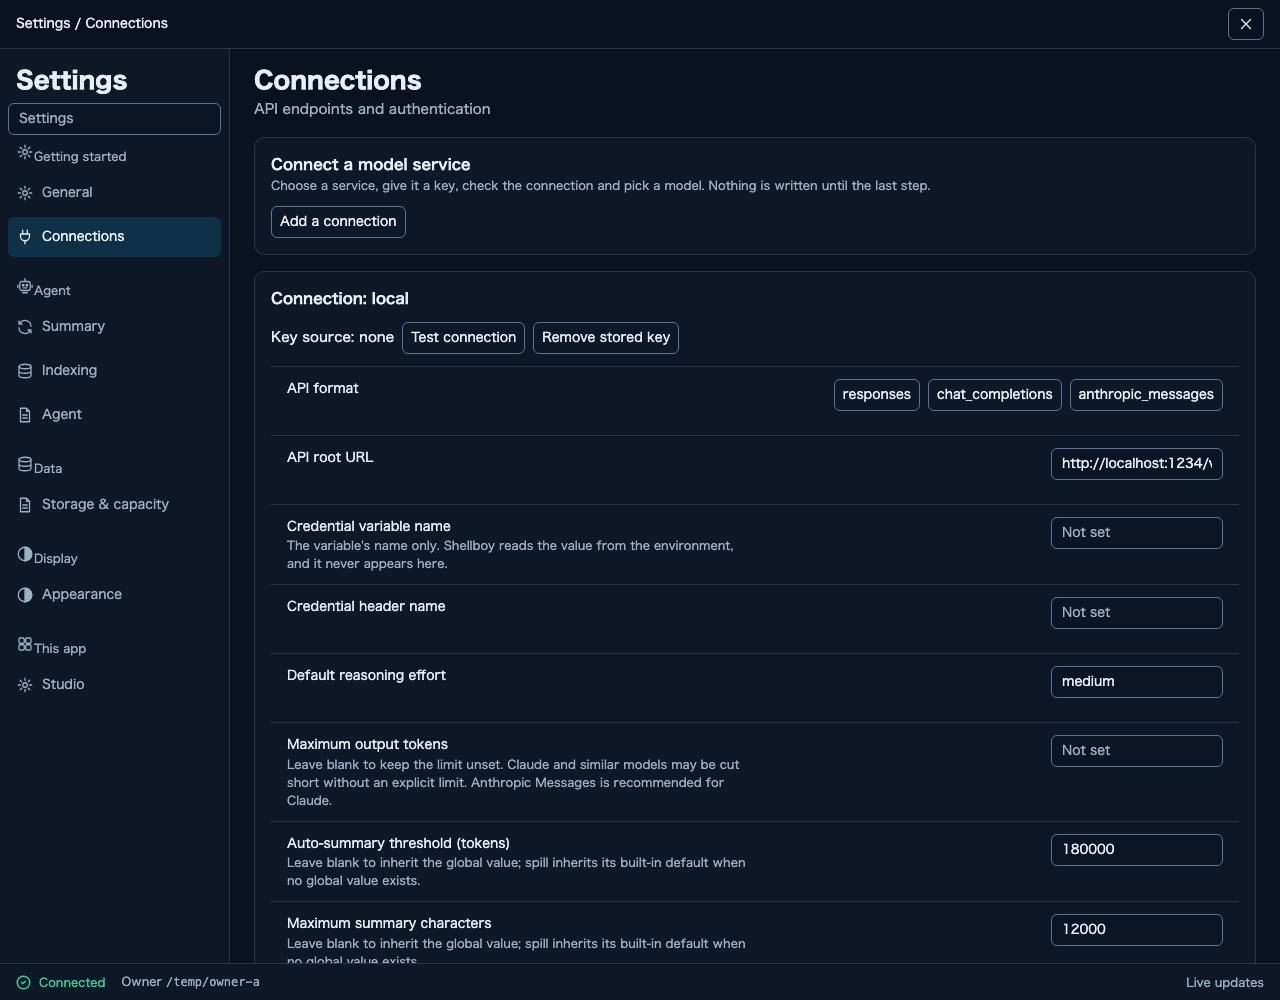 Settings / Connections
Settings
Settings
Getting started
General
Connections
Agent
Summary
Indexing
Agent
Data
Storage & capacity
Display
Appearance
This app
Studio
Connections
API endpoints and authentication
Connect a model service
Choose a service, give it a key, check the connection and pick a model. Nothing is written until the last step.
Add a connection
Connection: local
Key source: none Test connection Remove stored key
API format responses chat_completions anthropic_messages
API root URL http://localhost:1234/
Credential variable name Not set
The variable's name only. Shellboy reads the value from the environment,
and it never appears here.
Credential header name Not set
Default reasoning effort medium
Maximum output tokens Not set
Leave blank to keep the limit unset. Claude and similar models may be cut
short without an explicit limit. Anthropic Messages is recommended for
Claude.
Auto-summary threshold (tokens) 180000
Leave blank to inherit the global value; spill inherits its built-in default when
no global value exists.
Maximum summary characters 12000
Leave blank to inherit the global value; spill inherits its built-in default when
no global value exists.
Connected Owner /temp/owner-a Live updates